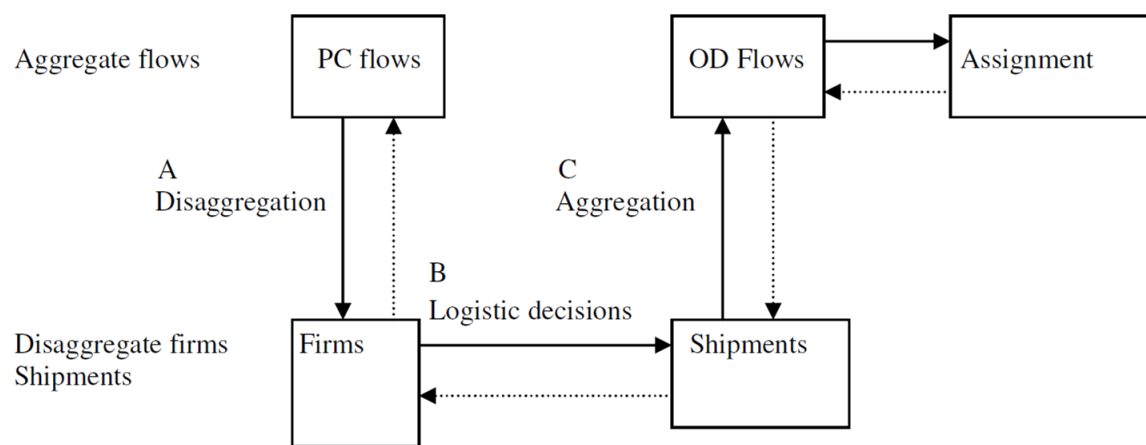 Aggregate flows
PC flows
OD Flows
Assignment
A
Disaggregation
C
Aggregation
B
Logistic decisions
Disaggregate firms
Shipments
Firms
Shipments